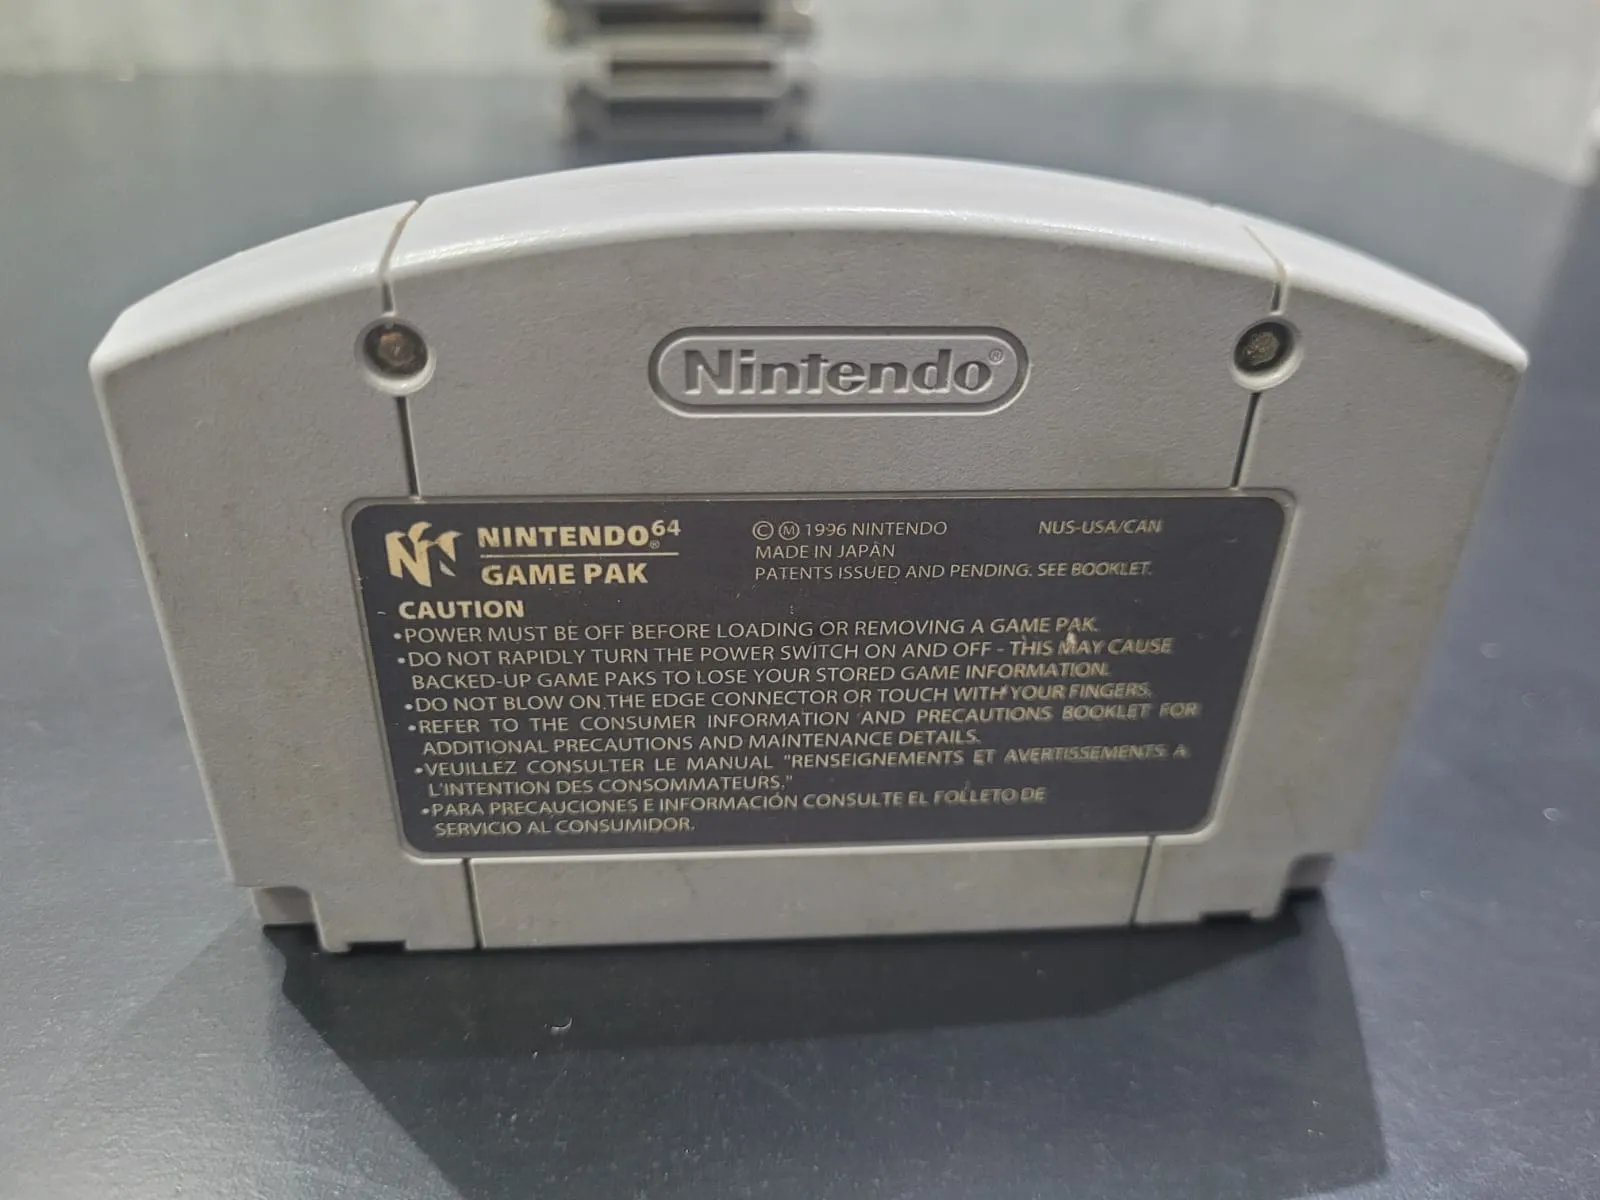 Nintendo®
NINTENDO64®
GAME PAK
©Ⓜ 1996 NINTENDO
NUS-USA/CAN
MADE IN JAPAN
PATENTS ISSUED AND PENDING. SEE BOOKLET.
CAUTION
•POWER MUST BE OFF BEFORE LOADING OR REMOVING A GAME PAK.
•DO NOT RAPIDLY TURN THE POWER SWITCH ON AND OFF - THIS MAY CAUSE
BACKED-UP GAME PAKS TO LOSE YOUR STORED GAME INFORMATION.
•DO NOT BLOW ON THE EDGE CONNECTOR OR TOUCH WITH YOUR FINGERS.
•REFER TO THE CONSUMER INFORMATION AND PRECAUTIONS BOOKLET FOR
ADDITIONAL PRECAUTIONS AND MAINTENANCE DETAILS.
•VEUILLEZ CONSULTER LE MANUAL "RENSEIGNEMENTS ET AVERTISSEMENTS A
L'INTENTION DES CONSOMMATEURS."
•PARA PRECAUCIONES E INFORMACIÓN CONSULTE EL FOLLETO DE
SERVICIO AL CONSUMIDOR.